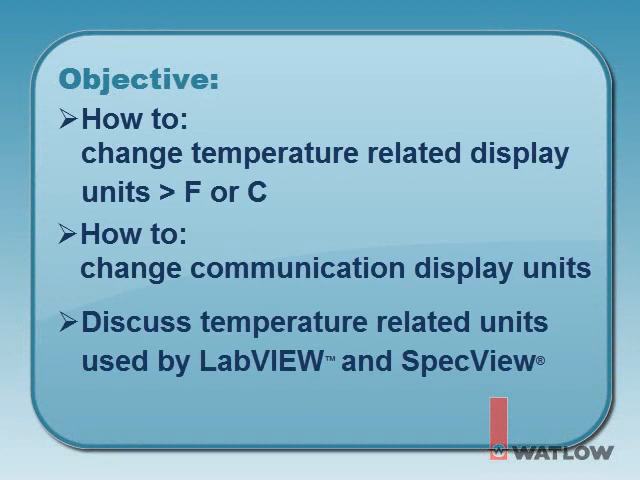 Objective:
➢How to:
change temperature related display
units > F or C
➢How to:
change communication display units
➢Discuss temperature related units
used by LabVIEW™ and SpecView®
WATLOW